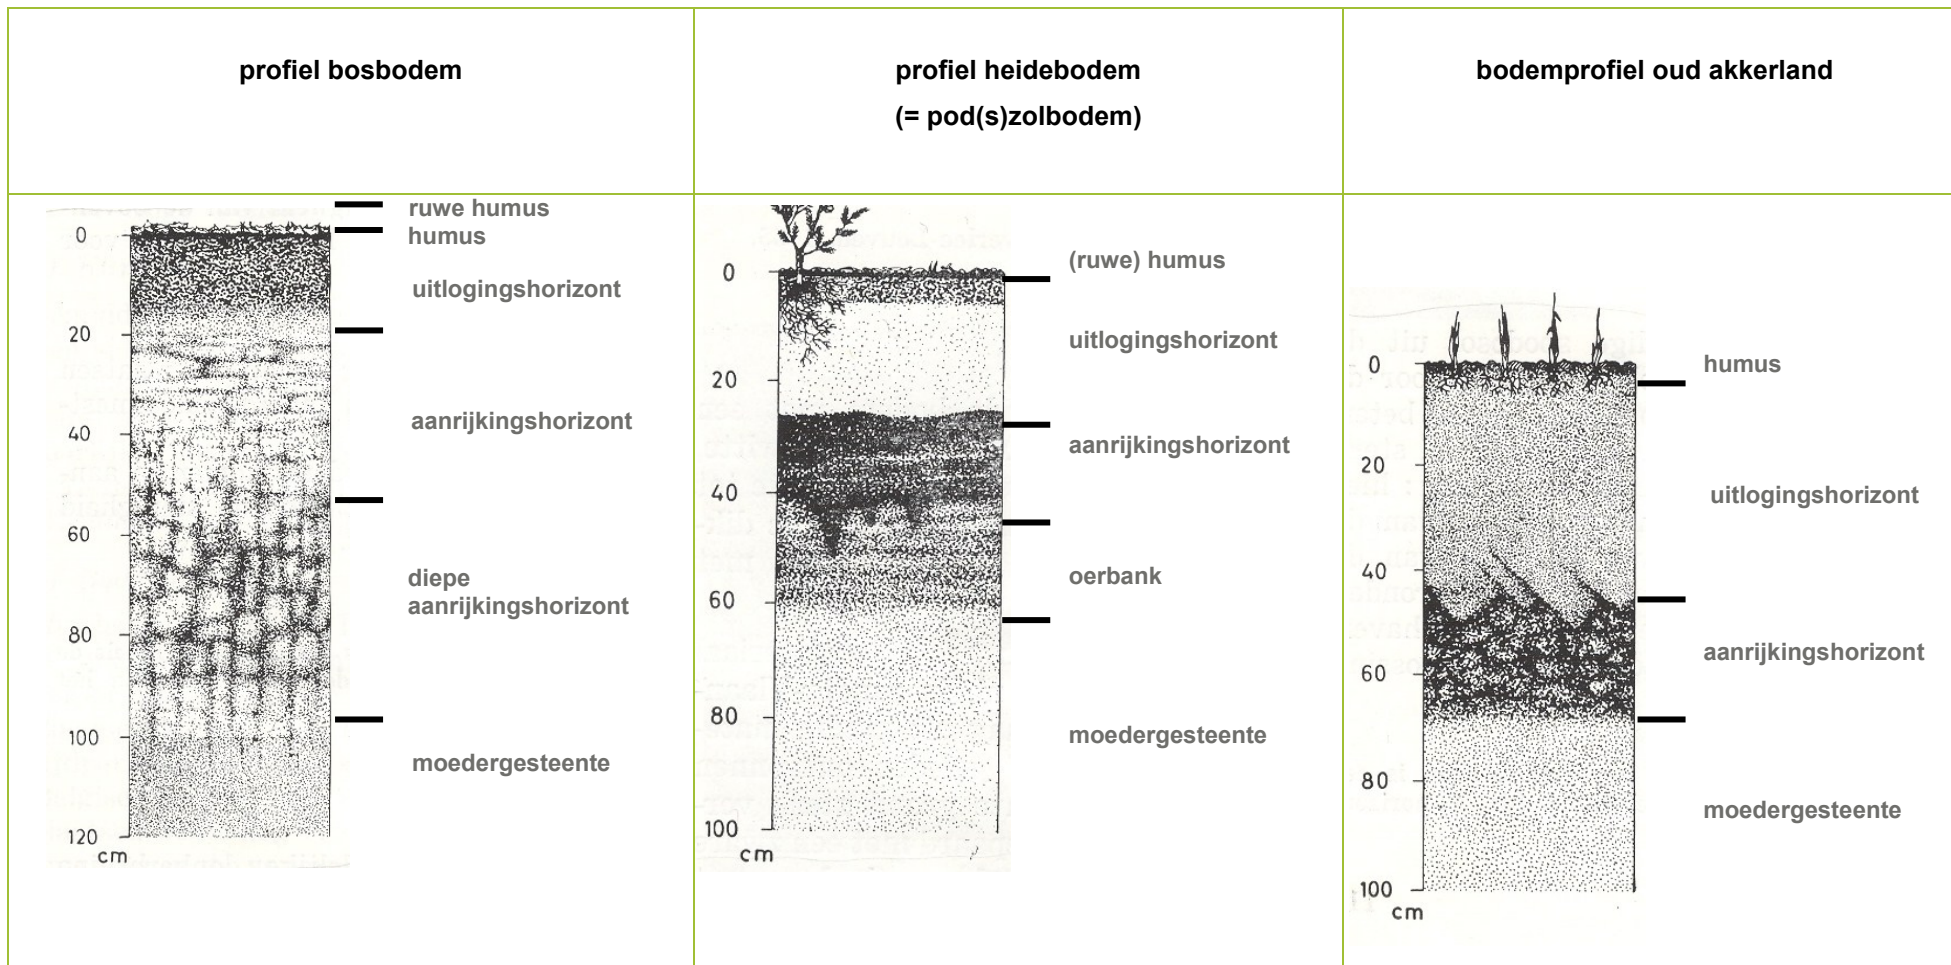 profiel bosbodem
profiel heidebodem
(= pod(s)zolbodem)
bodemprofiel oud akkerland
ruwe humus
humus
uitlogingshorizont
aanrijkingshorizont
diepe
aanrijkingshorizont
moedergesteente
0
20
40
60
80
100
120
cm
(ruwe) humus
uitlogingshorizont
aanrijkingshorizont
oerbank
moedergesteente
0
20
40
60
80
100
cm
humus
uitlogingshorizont
aanrijkingshorizont
moedergesteente
0
20
40
60
80
100
cm